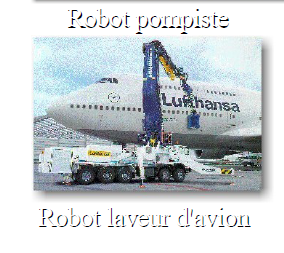 Robot pompiste
Lufthansa
Robot laveur d'avion